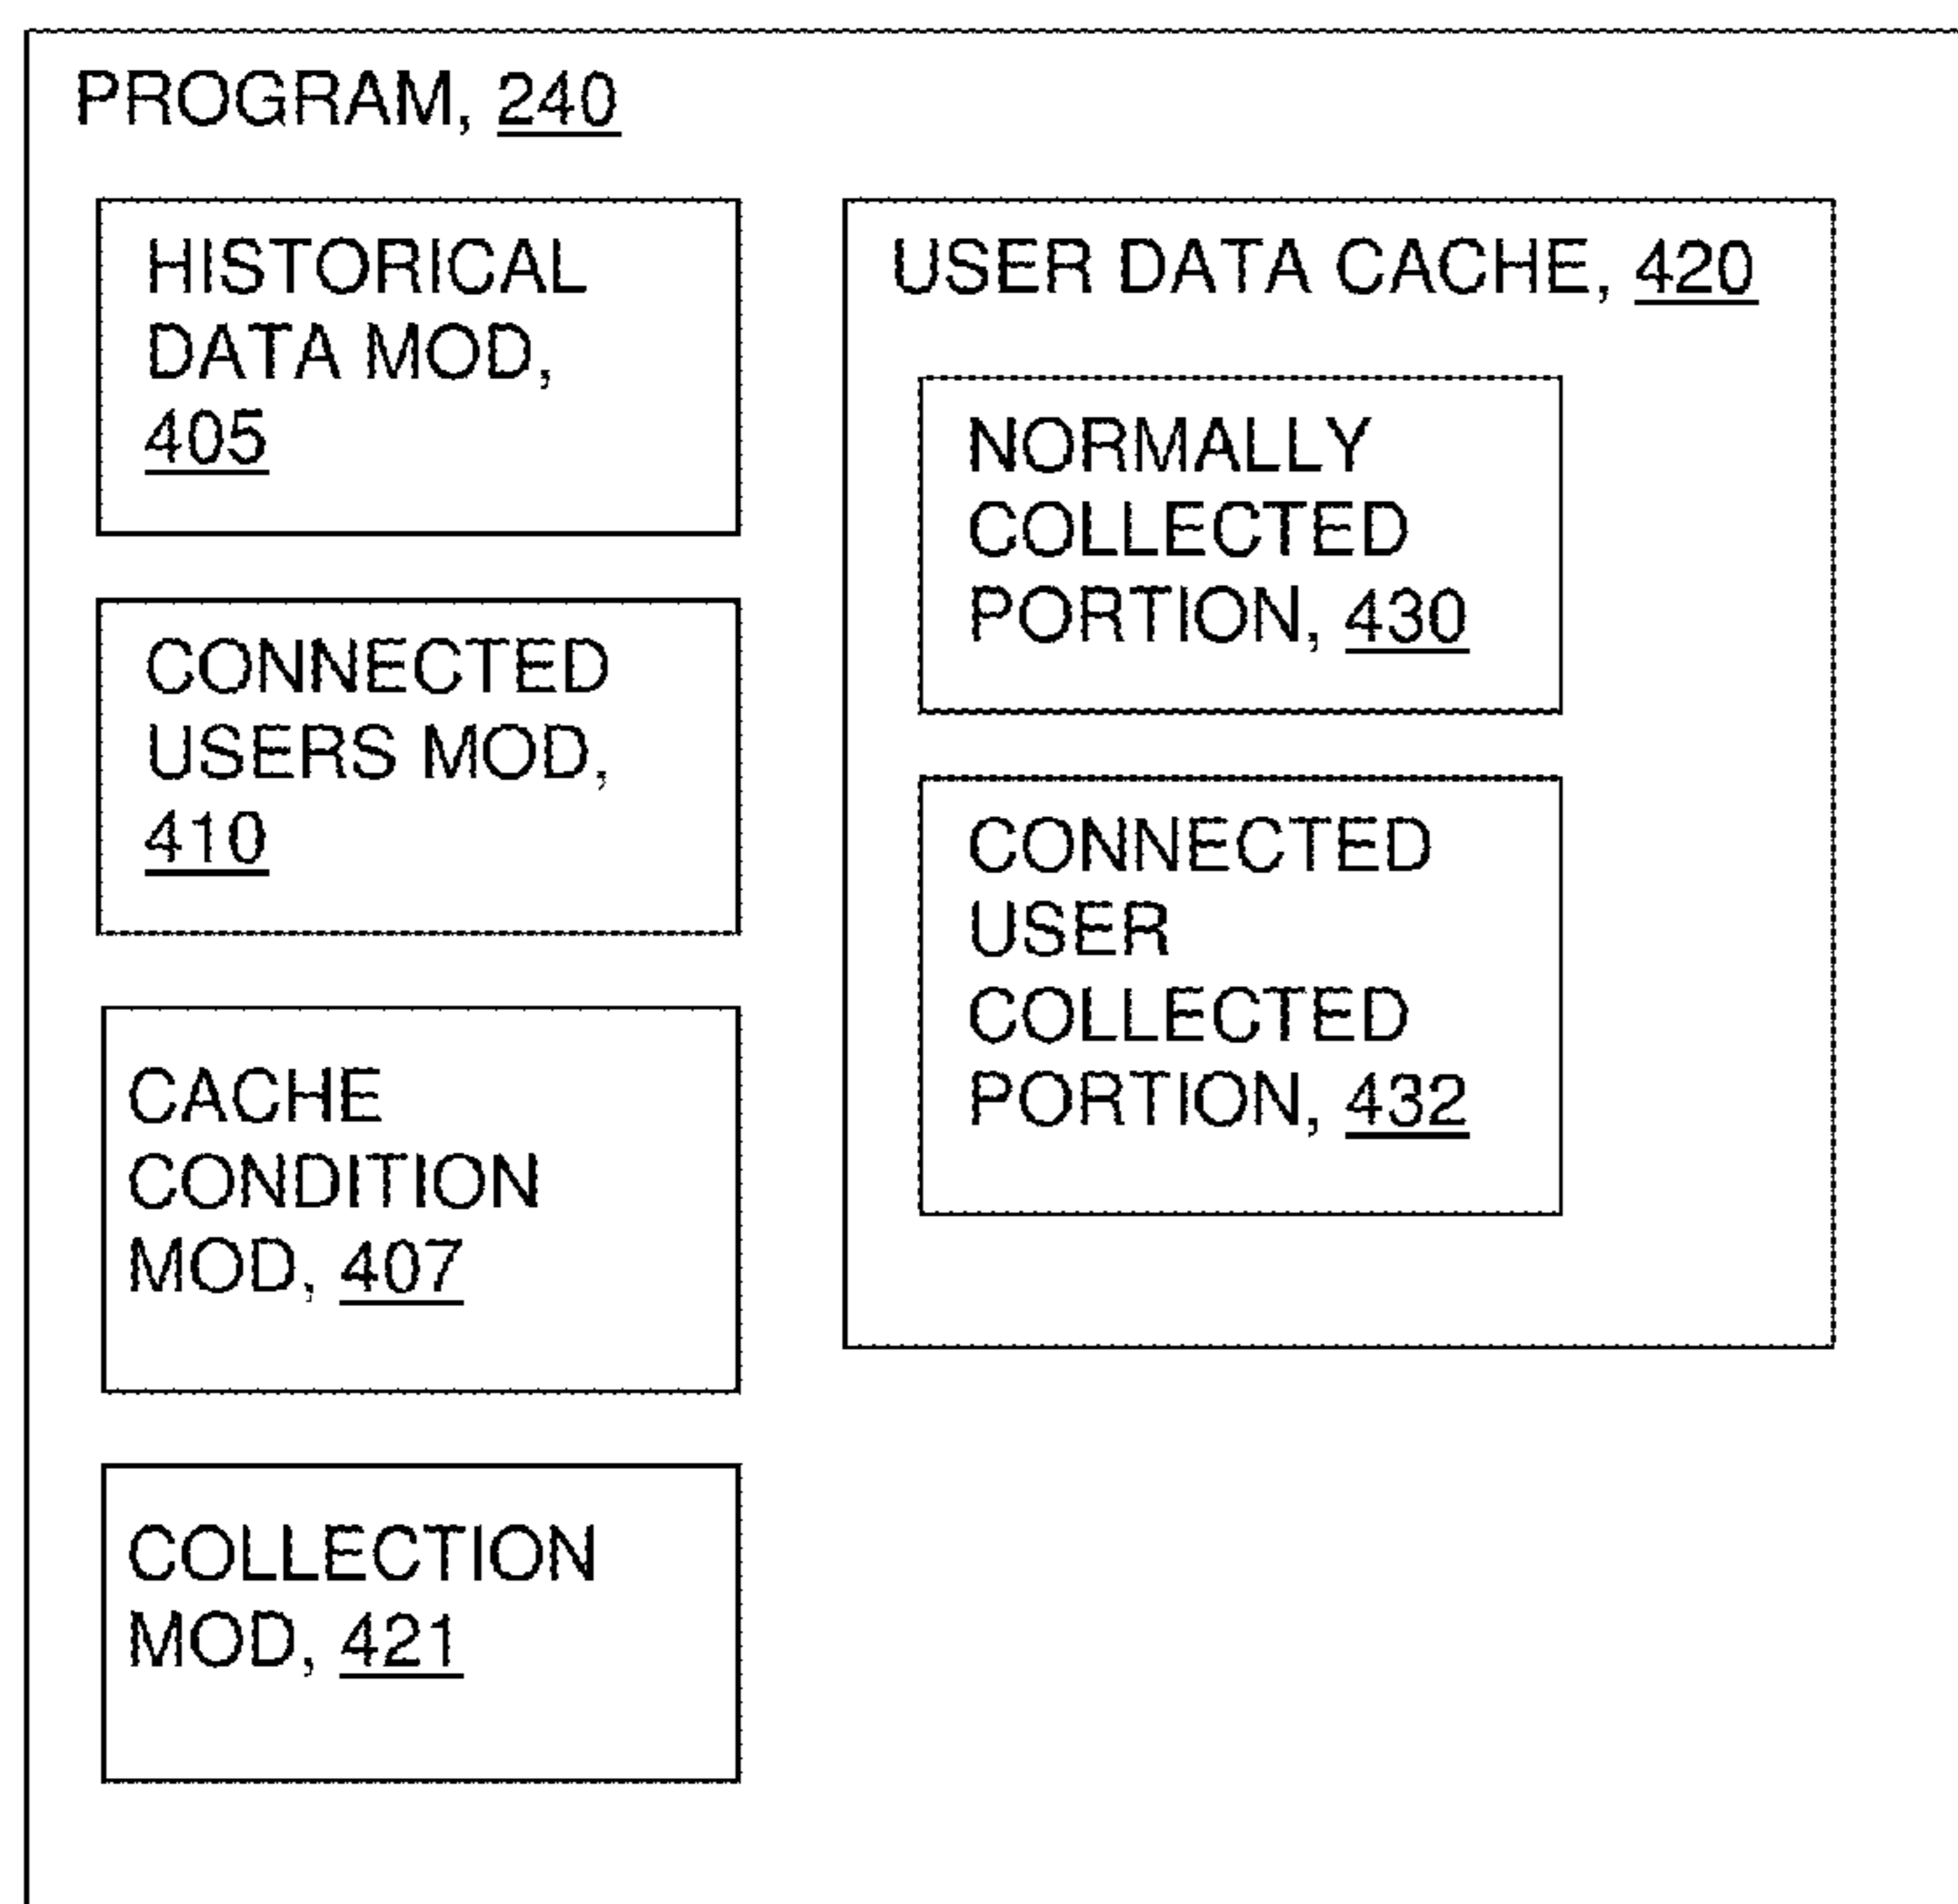 PROGRAM, 240
HISTORICAL
DATA MOD,
405
CONNECTED
USERS MOD,
410
CACHE
CONDITION
MOD, 407
COLLECTION
MOD, 421
USER DATA CACHE, 420
NORMALLY
COLLECTED
PORTION, 430
CONNECTED
USER
COLLECTED
PORTION, 432